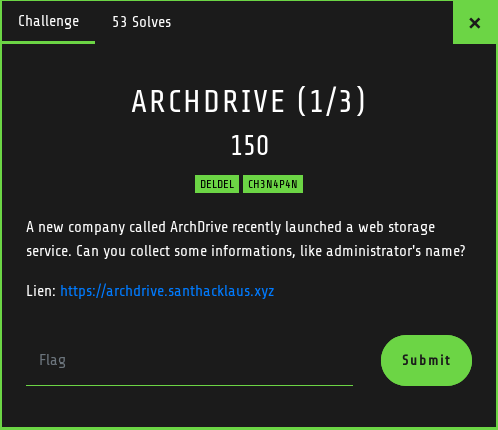 Challenge 53 Solves ×
ARCHDRIVE (1/3)
150
DELDEL CH3N4P4N
A new company called ArchDrive recently launched a web storage
service. Can you collect some informations, like administrator's name?
Lien: https://archdrive.santhacklaus.xyz
Flag Submit